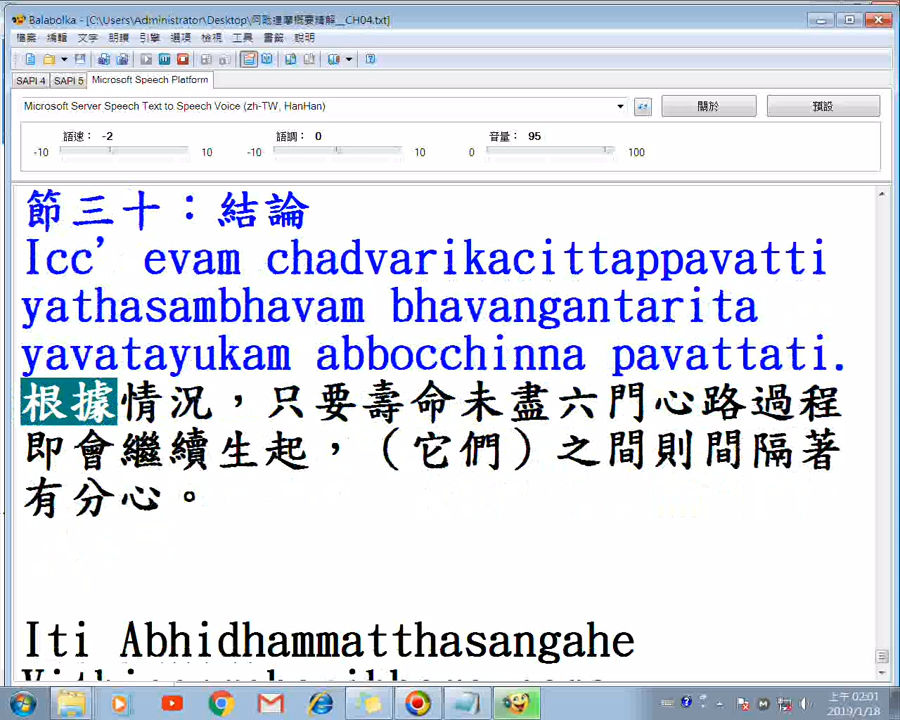 Balabolka - [C:\Users\Administrator\Desktop\阿毗達摩概要精解__CH04.txt]
檔案 編輯 文字 朗讀 引擎 選項 檢視 工具 書籤 說明
SAPI 4 SAPI 5 Microsoft Speech Platform
Microsoft Server Speech Text to Speech Voice (zh-TW, HanHan) 關於 預設
語速： -2 語調： 0 音量： 95
-10 10 -10 10 0 100
節三十：結論
Icc’ evam chadvarikacittappavatti
yathasambhavam bhavangantarita
yavatayukam abbocchinna pavattati.
根據情況，只要壽命未盡六門心路過程
即會繼續生起，（它們）之間則間隔著
有分心。
Iti Abhidhammatthasangahe
上午 02:01
2019/1/18